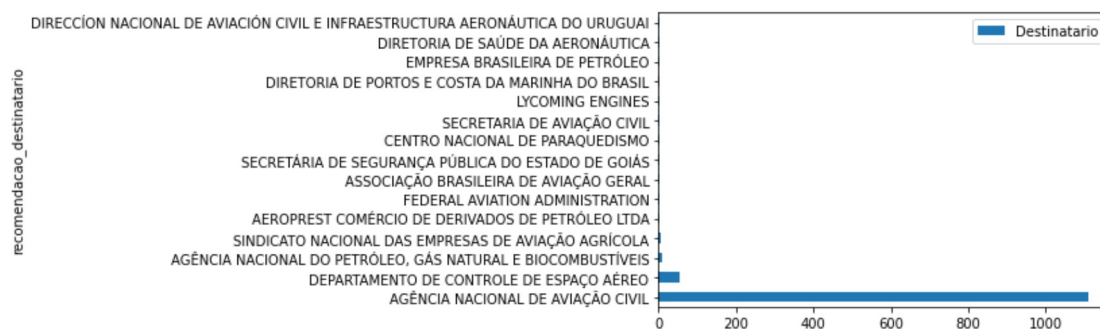 DIRECCÍON NACIONAL DE AVIACIÓN CIVIL E INFRAESTRUCTURA AERONÁUTICA DO URUGUAI
DIRETORIA DE SAÚDE DA AERONÁUTICA
EMPRESA BRASILEIRA DE PETRÓLEO
DIRETORIA DE PORTOS E COSTA DA MARINHA DO BRASIL
LYCOMING ENGINES
SECRETARIA DE AVIAÇÃO CIVIL
CENTRO NACIONAL DE PARAQUEDISMO
SECRETÁRIA DE SEGURANÇA PÚBLICA DO ESTADO DE GOIÁS
ASSOCIAÇÃO BRASILEIRA DE AVIAÇÃO GERAL
FEDERAL AVIATION ADMINISTRATION
AEROPREST COMÉRCIO DE DERIVADOS DE PETRÓLEO LTDA
SINDICATO NACIONAL DAS EMPRESAS DE AVIAÇÃO AGRÍCOLA
AGÊNCIA NACIONAL DO PETRÓLEO, GÁS NATURAL E BIOCOMBUSTÍVEIS
DEPARTAMENTO DE CONTROLE DE ESPAÇO AÉREO
AGÊNCIA NACIONAL DE AVIAÇÃO CIVIL
recomendacao_destinatario
Destinatario
0 200 400 600 800 1000